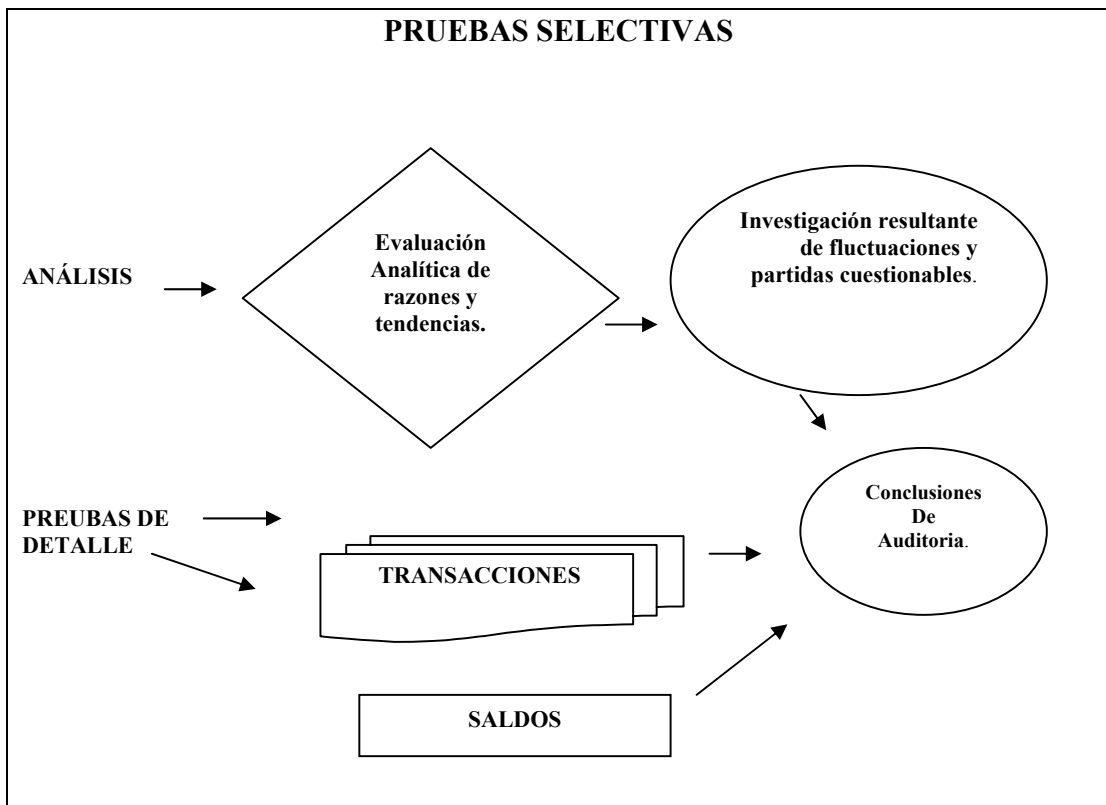 PRUEBAS SELECTIVAS
ANÁLISIS
Evaluación
Analítica de
razones y
tendencias.
Investigación resultante
de fluctuaciones y
partidas cuestionables.
PREUBAS DE
DETALLE
TRANSACCIONES
SALDOS
Conclusiones
De
Auditoria.